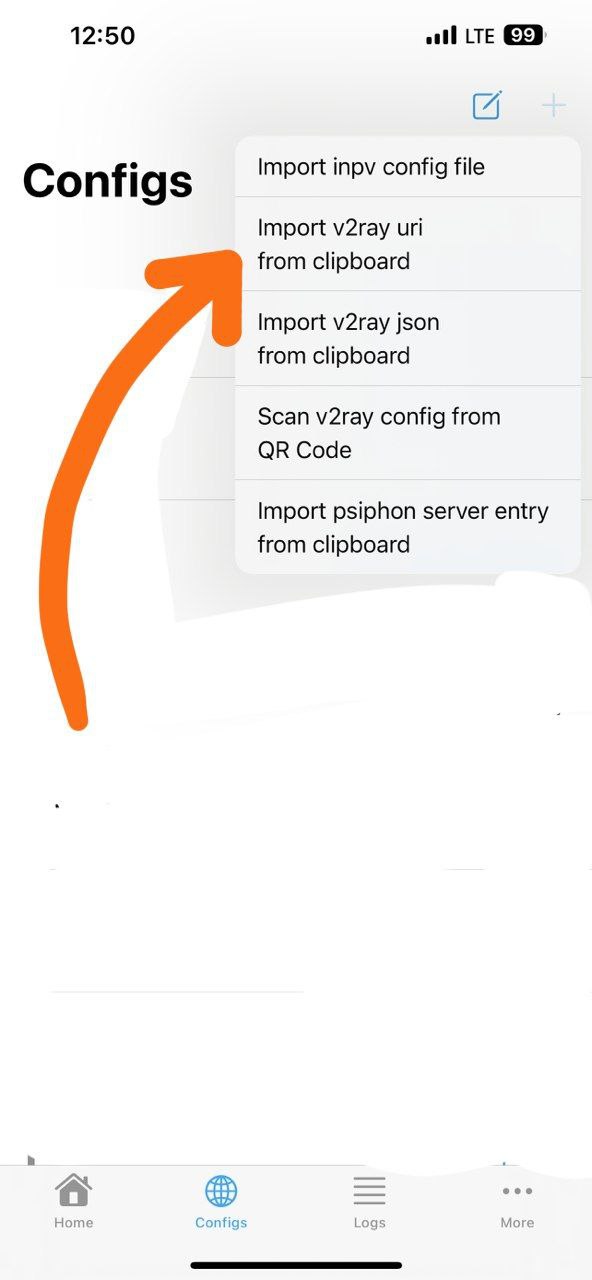 12:50
LTE
99
Configs
Import inpv config file
Import v2ray uri
from clipboard
Import v2ray json
from clipboard
Scan v2ray config from
QR Code
Import psiphon server entry
from clipboard
Home
Configs
Logs
More